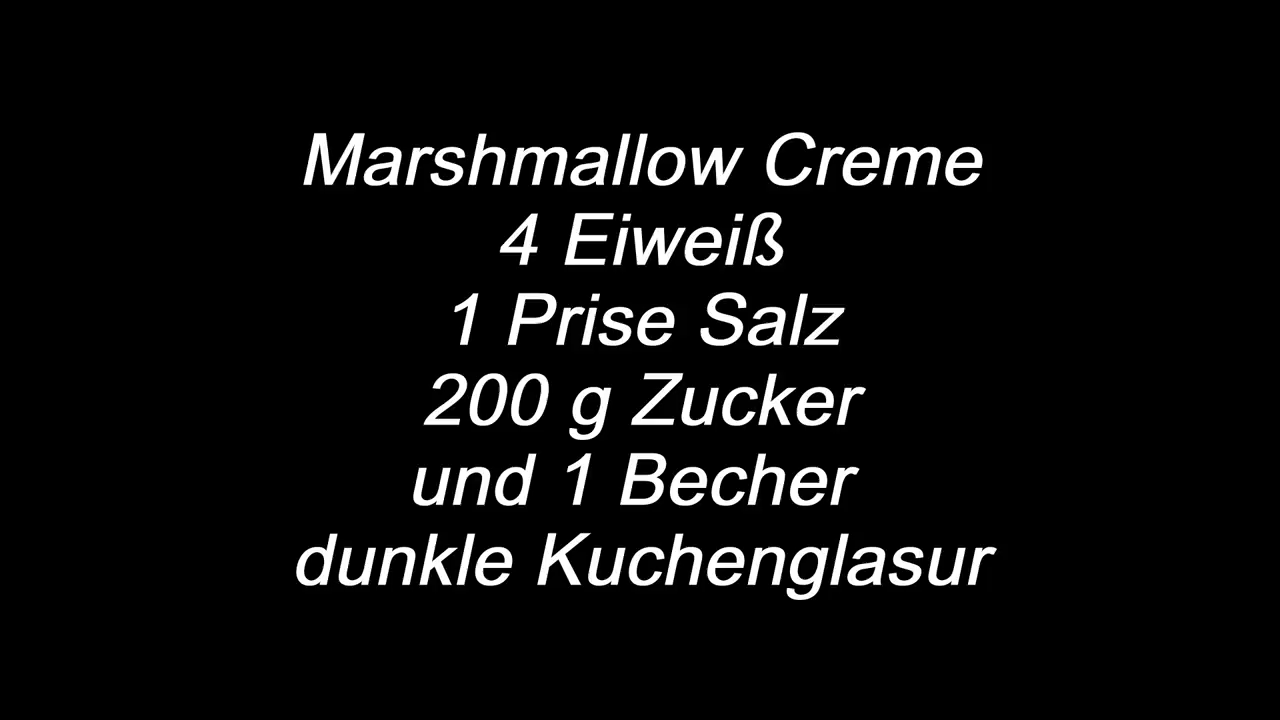 Marshmallow Creme
4 Eiweiß
1 Prise Salz
200 g Zucker
und 1 Becher
dunkle Kuchenglasur